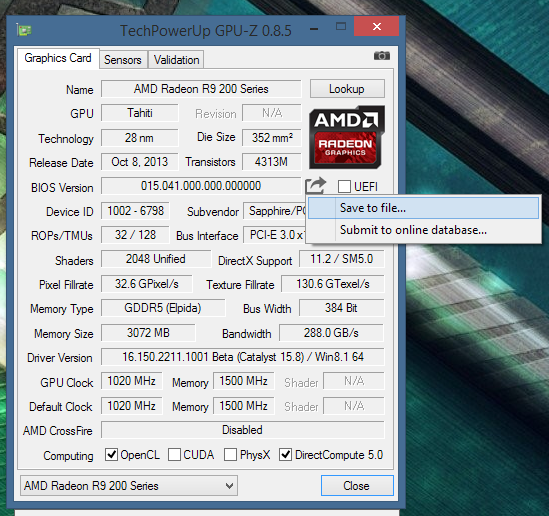 TechPowerUp GPU-Z 0.8.5
Graphics Card Sensors Validation
Name AMD Radeon R9 200 Series Lookup
GPU Tahiti Revision N/A
Technology 28 nm Die Size 352 mm²
Release Date Oct 8, 2013 Transistors 4313M
AMD
RADEON
GRAPHICS
BIOS Version 015.041.000.000.000000 UEFI
Save to file...
Submit to online database...
Device ID 1002 - 6798 Subvendor Sapphire/PC
ROPs/TMUs 32 / 128 Bus Interface PCI-E 3.0 x
Shaders 2048 Unified DirectX Support 11.2 / SM5.0
Pixel Fillrate 32.6 GPixel/s Texture Fillrate 130.6 GTexel/s
Memory Type GDDR5 (Elpida) Bus Width 384 Bit
Memory Size 3072 MB Bandwidth 288.0 GB/s
Driver Version 16.150.2211.1001 Beta (Catalyst 15.8) / Win8.1 64
GPU Clock 1020 MHz Memory 1500 MHz Shader N/A
Default Clock 1020 MHz Memory 1500 MHz Shader N/A
AMD CrossFire Disabled
Computing OpenCL CUDA PhysX DirectCompute 5.0
AMD Radeon R9 200 Series Close